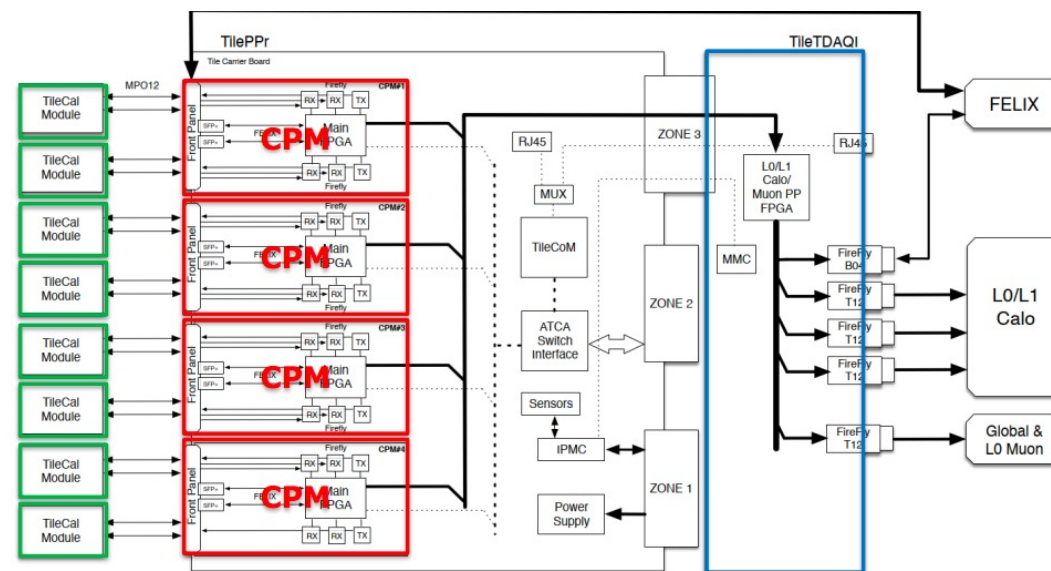 TilePPr
TileTDAQI
Tile Carrier Board
MPO12
TileCal
Module
TileCal
Module
TileCal
Module
TileCal
Module
TileCal
Module
TileCal
Module
TileCal
Module
TileCal
Module
Front Panel
Firefly
CPM#1
RX
RX
TX
SFP+
SFP+
FELIX
Main
FPGA
CPM
RX
RX
TX
Firefly
Front Panel
Firefly
CPM#2
RX
RX
TX
SFP+
SFP+
FELIX
Main
FPGA
CPM
RX
RX
TX
Firefly
Front Panel
Firefly
CPM#3
RX
RX
TX
SFP+
SFP+
FELIX
Main
FPGA
CPM
RX
RX
TX
Firefly
Front Panel
Firefly
CPM#4
RX
RX
TX
SFP+
SFP+
FELIX
Main
FPGA
CPM
RX
RX
TX
RJ45
MUX
TileCoM
ATCA
Switch
Interface
Sensors
IPMC
Power
Supply
ZONE 3
ZONE 2
ZONE 1
RJ45
L0/L1
Calo/
Muon PP
FPGA
MMC
FireFly
B04
FireFly
T12
FireFly
T12
FireFly
T12
FireFly
T12
FELIX
L0/L1
Calo
Global &
L0 Muon